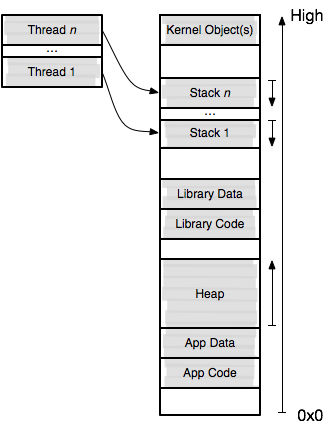 High
Thread n
...
Thread 1
Kernel Object(s)
Stack n
...
Stack 1
Library Data
Library Code
Heap
App Data
App Code
0x0